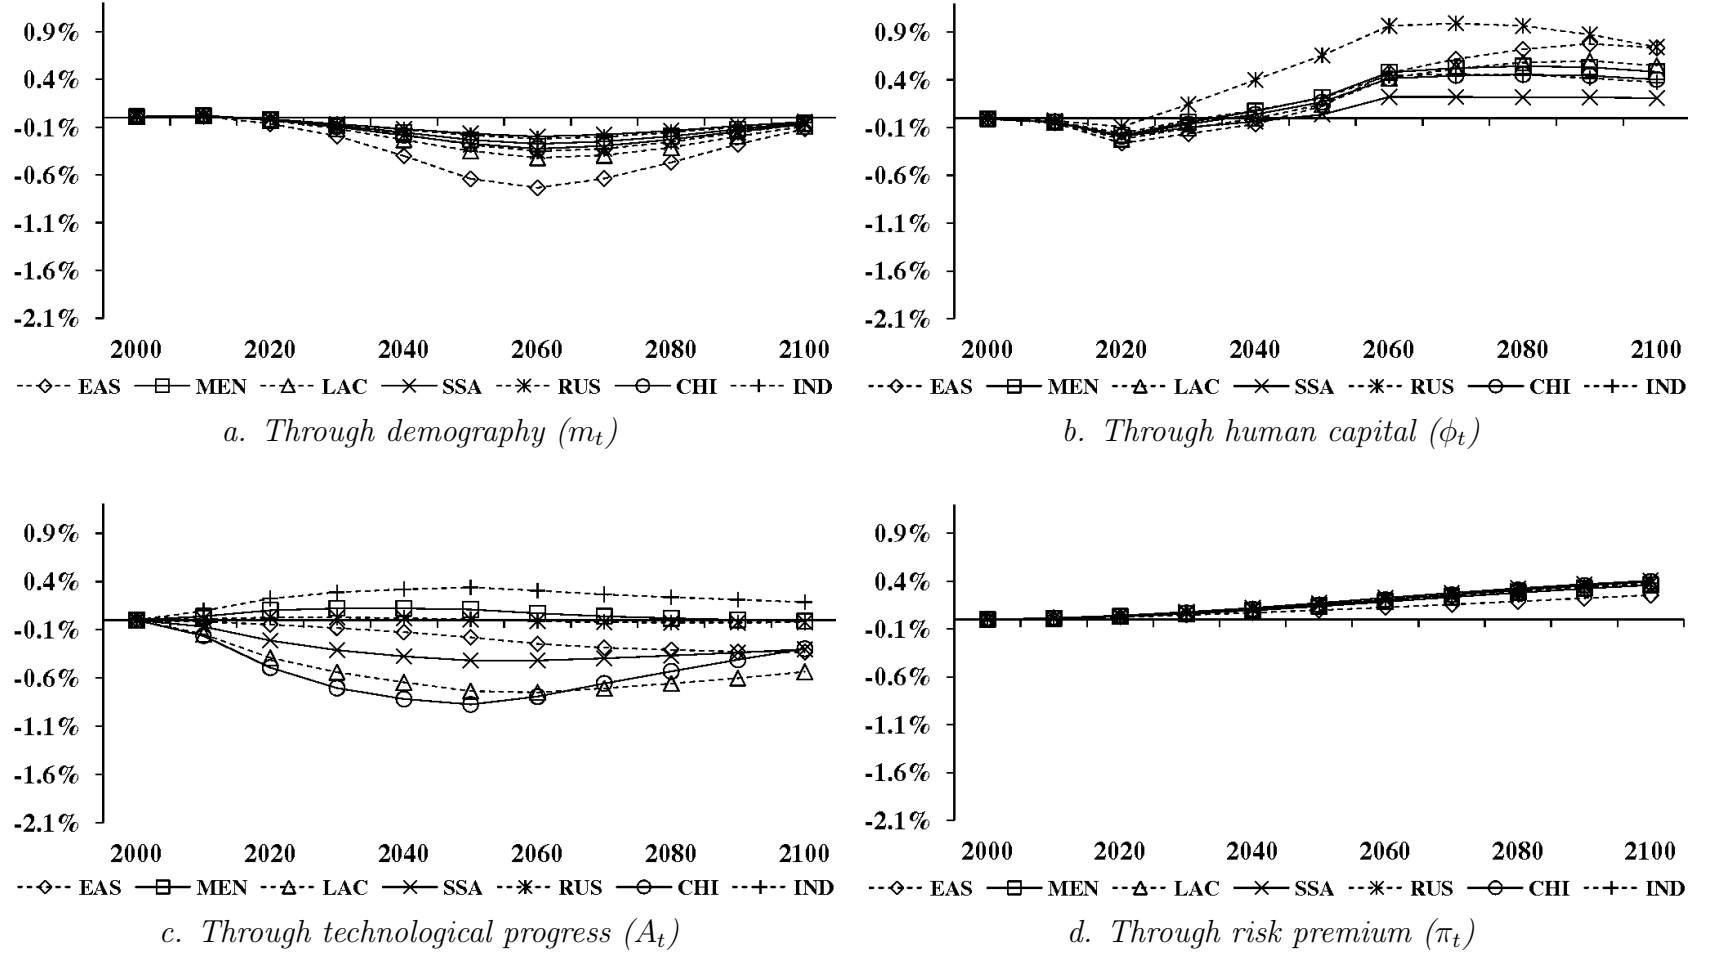 0.9%
0.4%
-0.1%
-0.6%
-1.1%
-1.6%
-2.1%
2000 2020 2040 2060 2080 2100
EAS MEN LAC SSA RUS CHI IND
a. Through demography (mₜ)
0.9%
0.4%
-0.1%
-0.6%
-1.1%
-1.6%
-2.1%
2000 2020 2040 2060 2080 2100
EAS MEN LAC SSA RUS CHI IND
b. Through human capital (ϕₜ)
0.9%
0.4%
-0.1%
-0.6%
-1.1%
-1.6%
-2.1%
2000 2020 2040 2060 2080 2100
EAS MEN LAC SSA RUS CHI IND
c. Through technological progress (Aₜ)
0.9%
0.4%
-0.1%
-0.6%
-1.1%
-1.6%
-2.1%
2000 2020 2040 2060 2080 2100
EAS MEN LAC SSA RUS CHI IND
d. Through risk premium (πₜ)